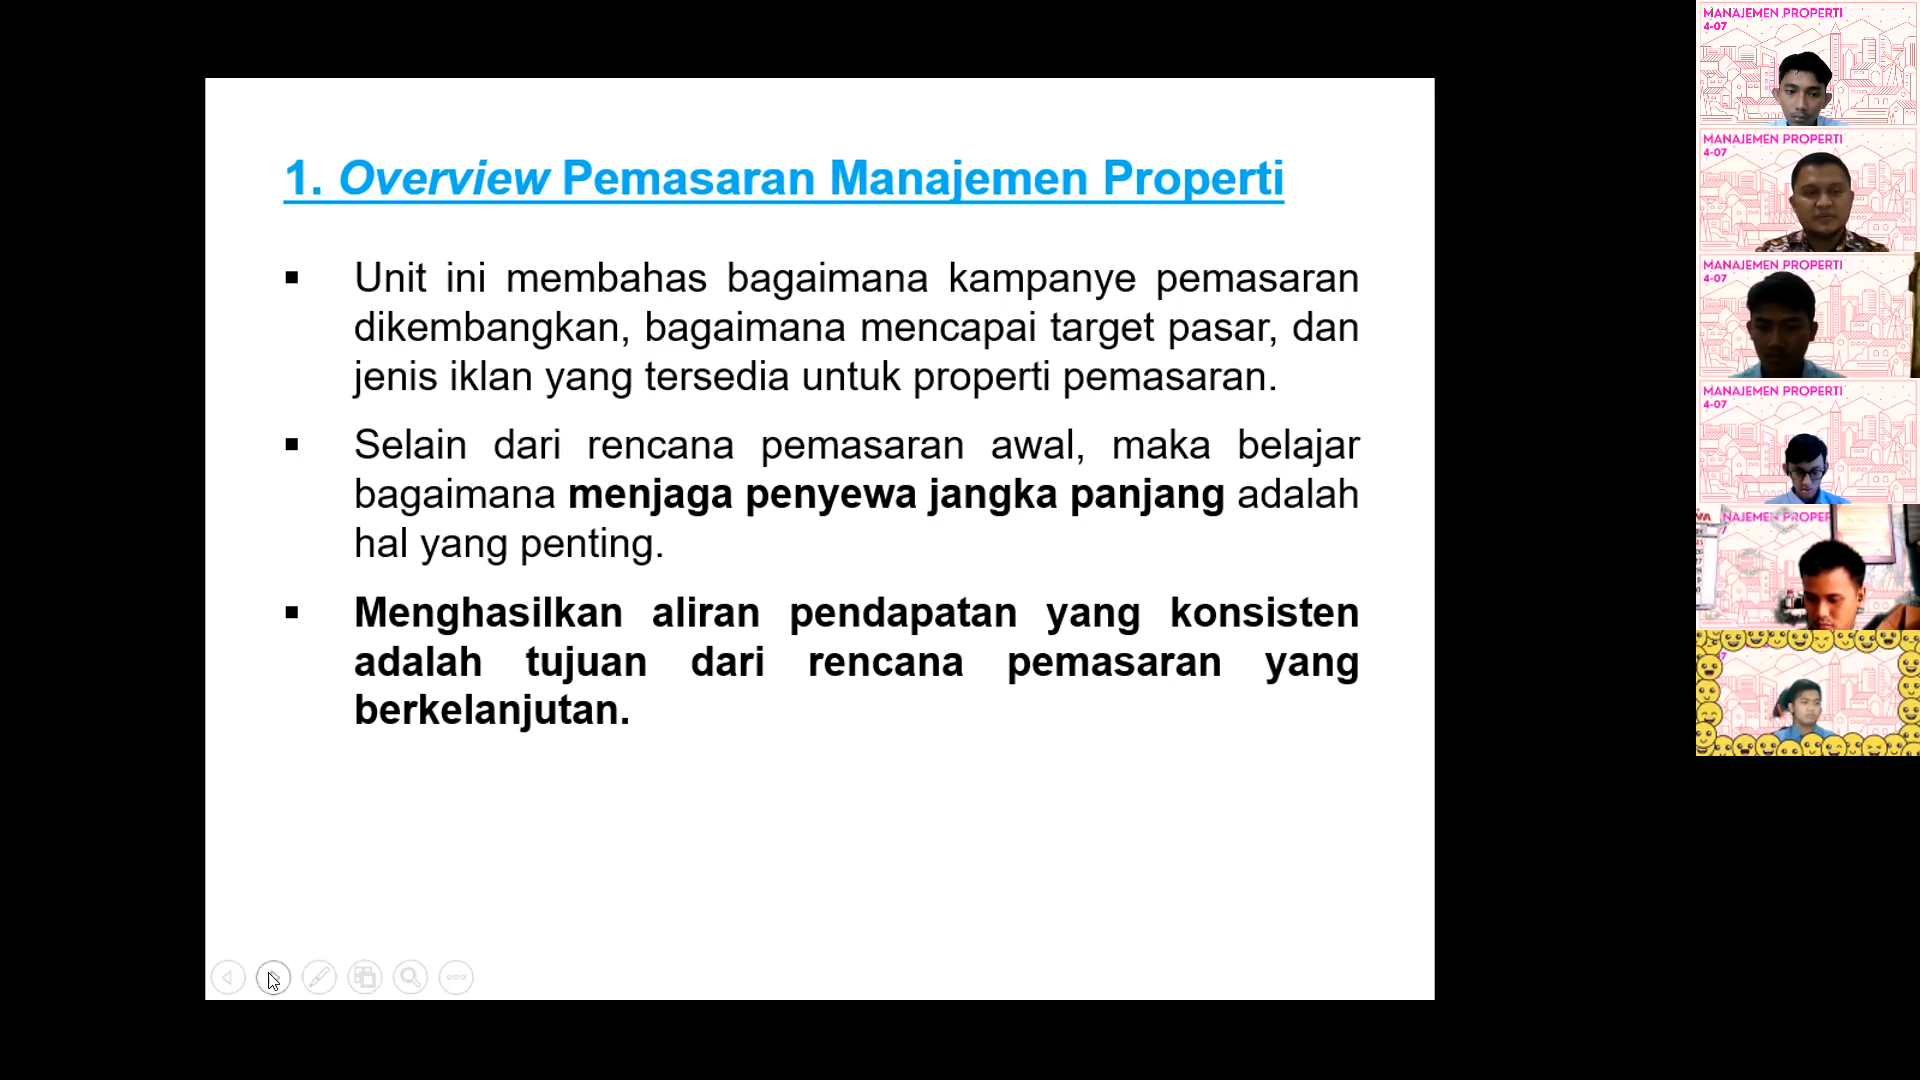 1. Overview Pemasaran Manajemen Properti
▪ Unit ini membahas bagaimana kampanye pemasaran
dikembangkan, bagaimana mencapai target pasar, dan
jenis iklan yang tersedia untuk properti pemasaran.
▪ Selain dari rencana pemasaran awal, maka belajar
bagaimana menjaga penyewa jangka panjang adalah
hal yang penting.
▪ Menghasilkan aliran pendapatan yang konsisten
adalah tujuan dari rencana pemasaran yang
berkelanjutan.
MANAJEMEN PROPERTI
4-07
MANAJEMEN PROPERTI
4-07
MANAJEMEN PROPERTI
4-07
MANAJEMEN PROPERTI
4-07